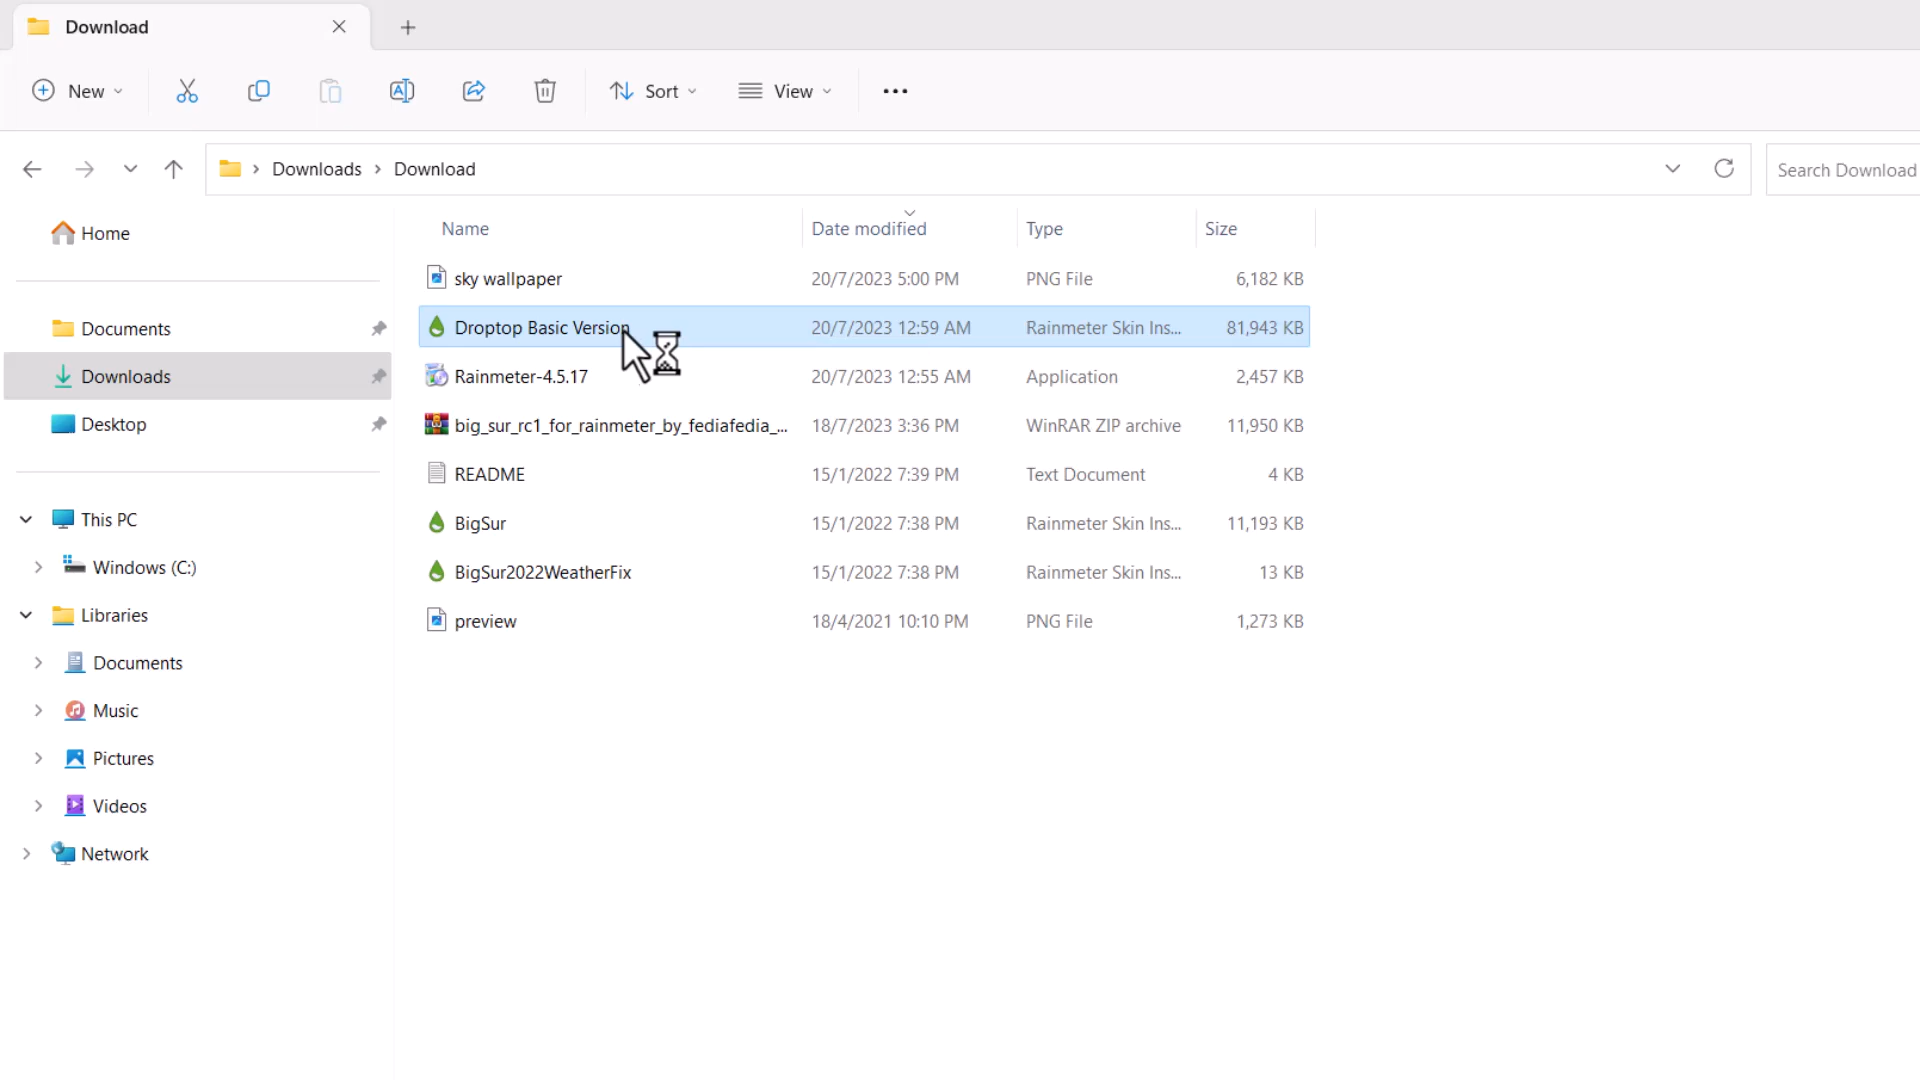 Download
New
Sort
View
Downloads
Download
Search Download
Home
Documents
Downloads
Desktop
This PC
Windows (C:)
Libraries
Documents
Music
Pictures
Videos
Network
Name Date modified Type Size
sky wallpaper 20/7/2023 5:00 PM PNG File 6,182 KB
Droptop Basic Version 20/7/2023 12:59 AM Rainmeter Skin Ins... 81,943 KB
Rainmeter-4.5.17 20/7/2023 12:55 AM Application 2,457 KB
big_sur_rc1_for_rainmeter_by_fediafedia_... 18/7/2023 3:36 PM WinRAR ZIP archive 11,950 KB
README 15/1/2022 7:39 PM Text Document 4 KB
BigSur 15/1/2022 7:38 PM Rainmeter Skin Ins... 11,193 KB
BigSur2022WeatherFix 15/1/2022 7:38 PM Rainmeter Skin Ins... 13 KB
preview 18/4/2021 10:10 PM PNG File 1,273 KB